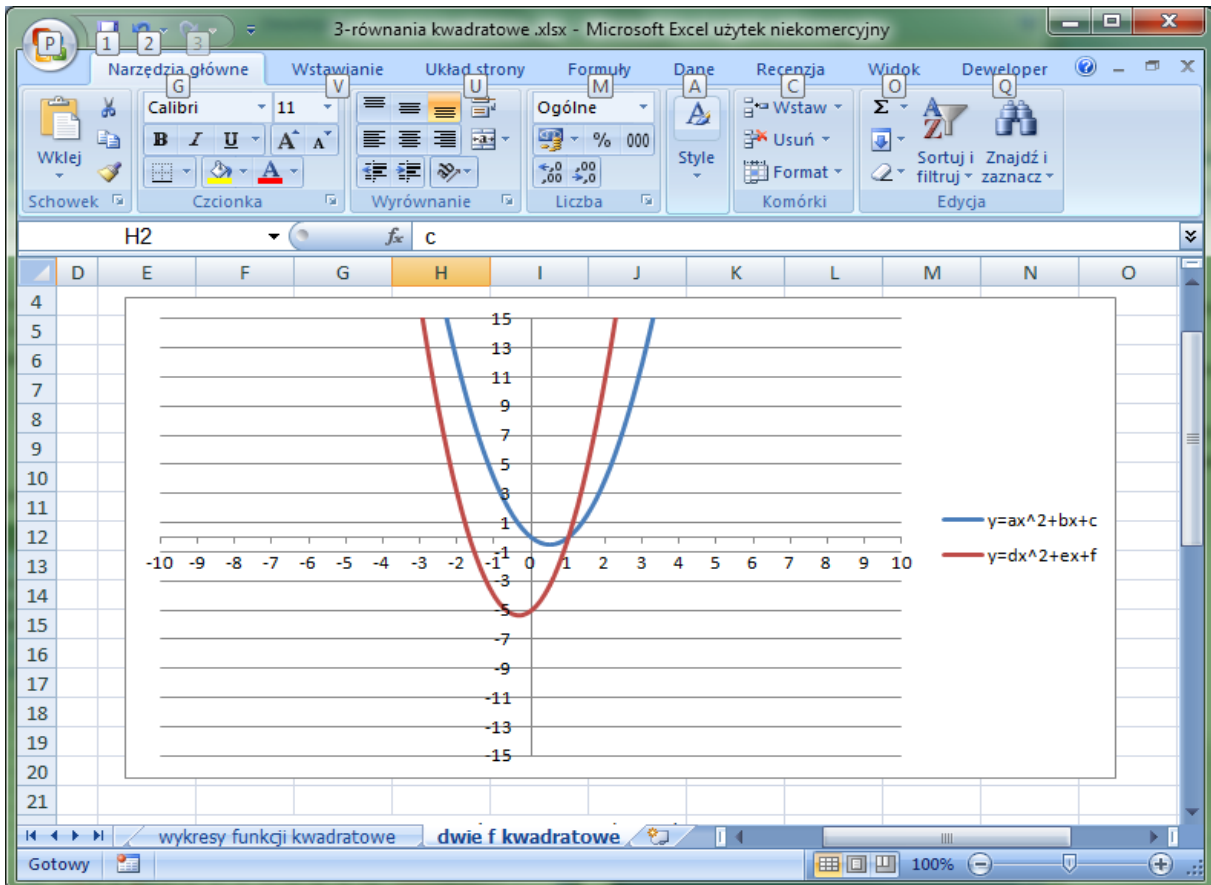 3-równania kwadratowe .xlsx - Microsoft Excel użytek niekomercyjny
P 1 2 3
Narzędzia główne Wstawianie Układ strony Formuły Dane Recenzja Widok Deweloper
G V U M A C O Q
Calibri 11 Ogólne Wstaw Σ
B I U A A % 000 Usuń
Wklej Style Format Sortuj i filtruj Znajdź i zaznacz
Schowek Czcionka Wyrównanie Liczba Komórki Edycja
H2 fx c
D E F G H I J K L M N O
4
5
6
7
8
9
10
11
12
13
14
15
16
17
18
19
20
21
15
13
11
9
7
5
3
1
-1
-3
-5
-7
-9
-11
-13
-15
-10 -9 -8 -7 -6 -5 -4 -3 -2 -1 0 1 2 3 4 5 6 7 8 9 10
y=ax^2+bx+c
y=dx^2+ex+f
wykresy funkcji kwadratowe dwie f kwadratowe
Gotowy 100%